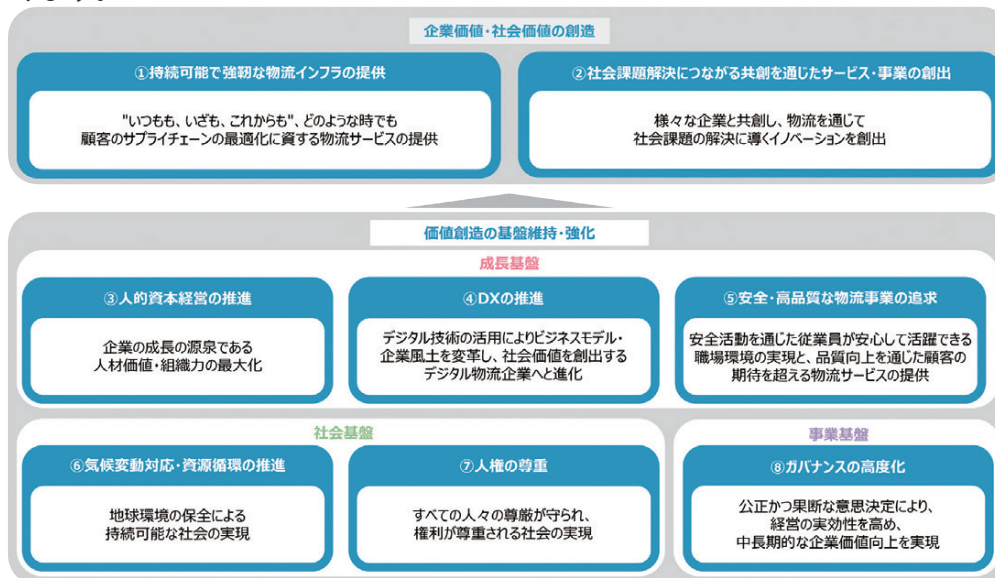 企業価値・社会価値の創造
①持続可能で強靭な物流インフラの提供
"いつも、いざも、これからも"、どのような時でも
顧客のサプライチェーンの最適化に資する物流サービスの提供
②社会課題解決につながる共創を通じたサービス・事業の創出
様々な企業と共創し、物流を通じて
社会課題の解決に導くイノベーションを創出
価値創造の基盤維持・強化
成長基盤
③人的資本経営の推進
企業の成長の源泉である
人材価値・組織力の最大化
④DXの推進
デジタル技術の活用によりビジネスモデル・
企業風土を変革し、社会価値を創出する
デジタル物流企業へと進化
⑤安全・高品質な物流事業の追求
安全活動を通じた従業員が安心して活躍できる
職場環境の実現と、品質向上を通じた顧客の
期待を超える物流サービスの提供
社会基盤
⑥気候変動対応・資源循環の推進
地球環境の保全による
持続可能な社会の実現
⑦人権の尊重
すべての人々の尊厳が守られ、
権利が尊重される社会の実現
事業基盤
⑧ガバナンスの高度化
公正かつ果断な意思決定により、
経営の実効性を高め、
中長期的な企業価値向上を実現